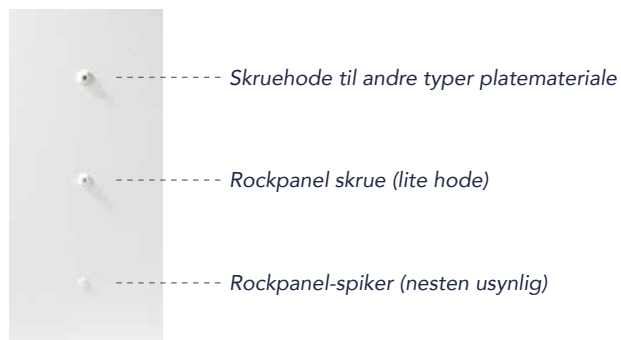 Skruehode til andre typer platemateriale
Rockpanel skrue (lite hode)
Rockpanel-spiker (nesten usynlig)